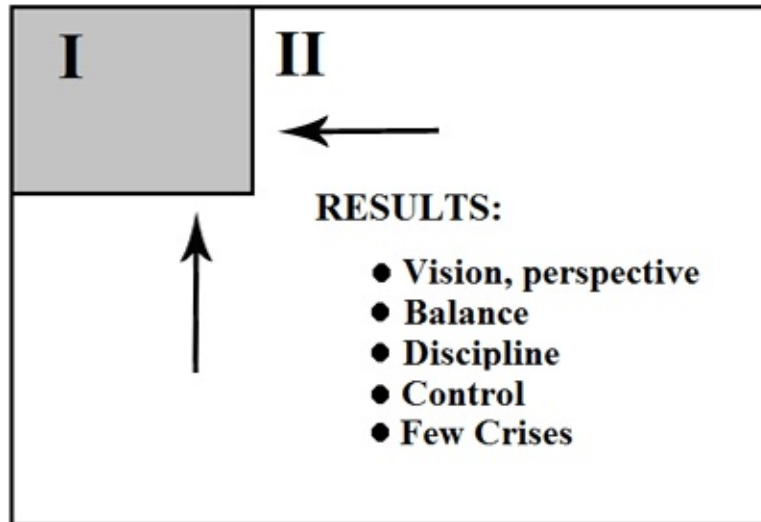 I
II
RESULTS:
● Vision, perspective
● Balance
● Discipline
● Control
● Few Crises